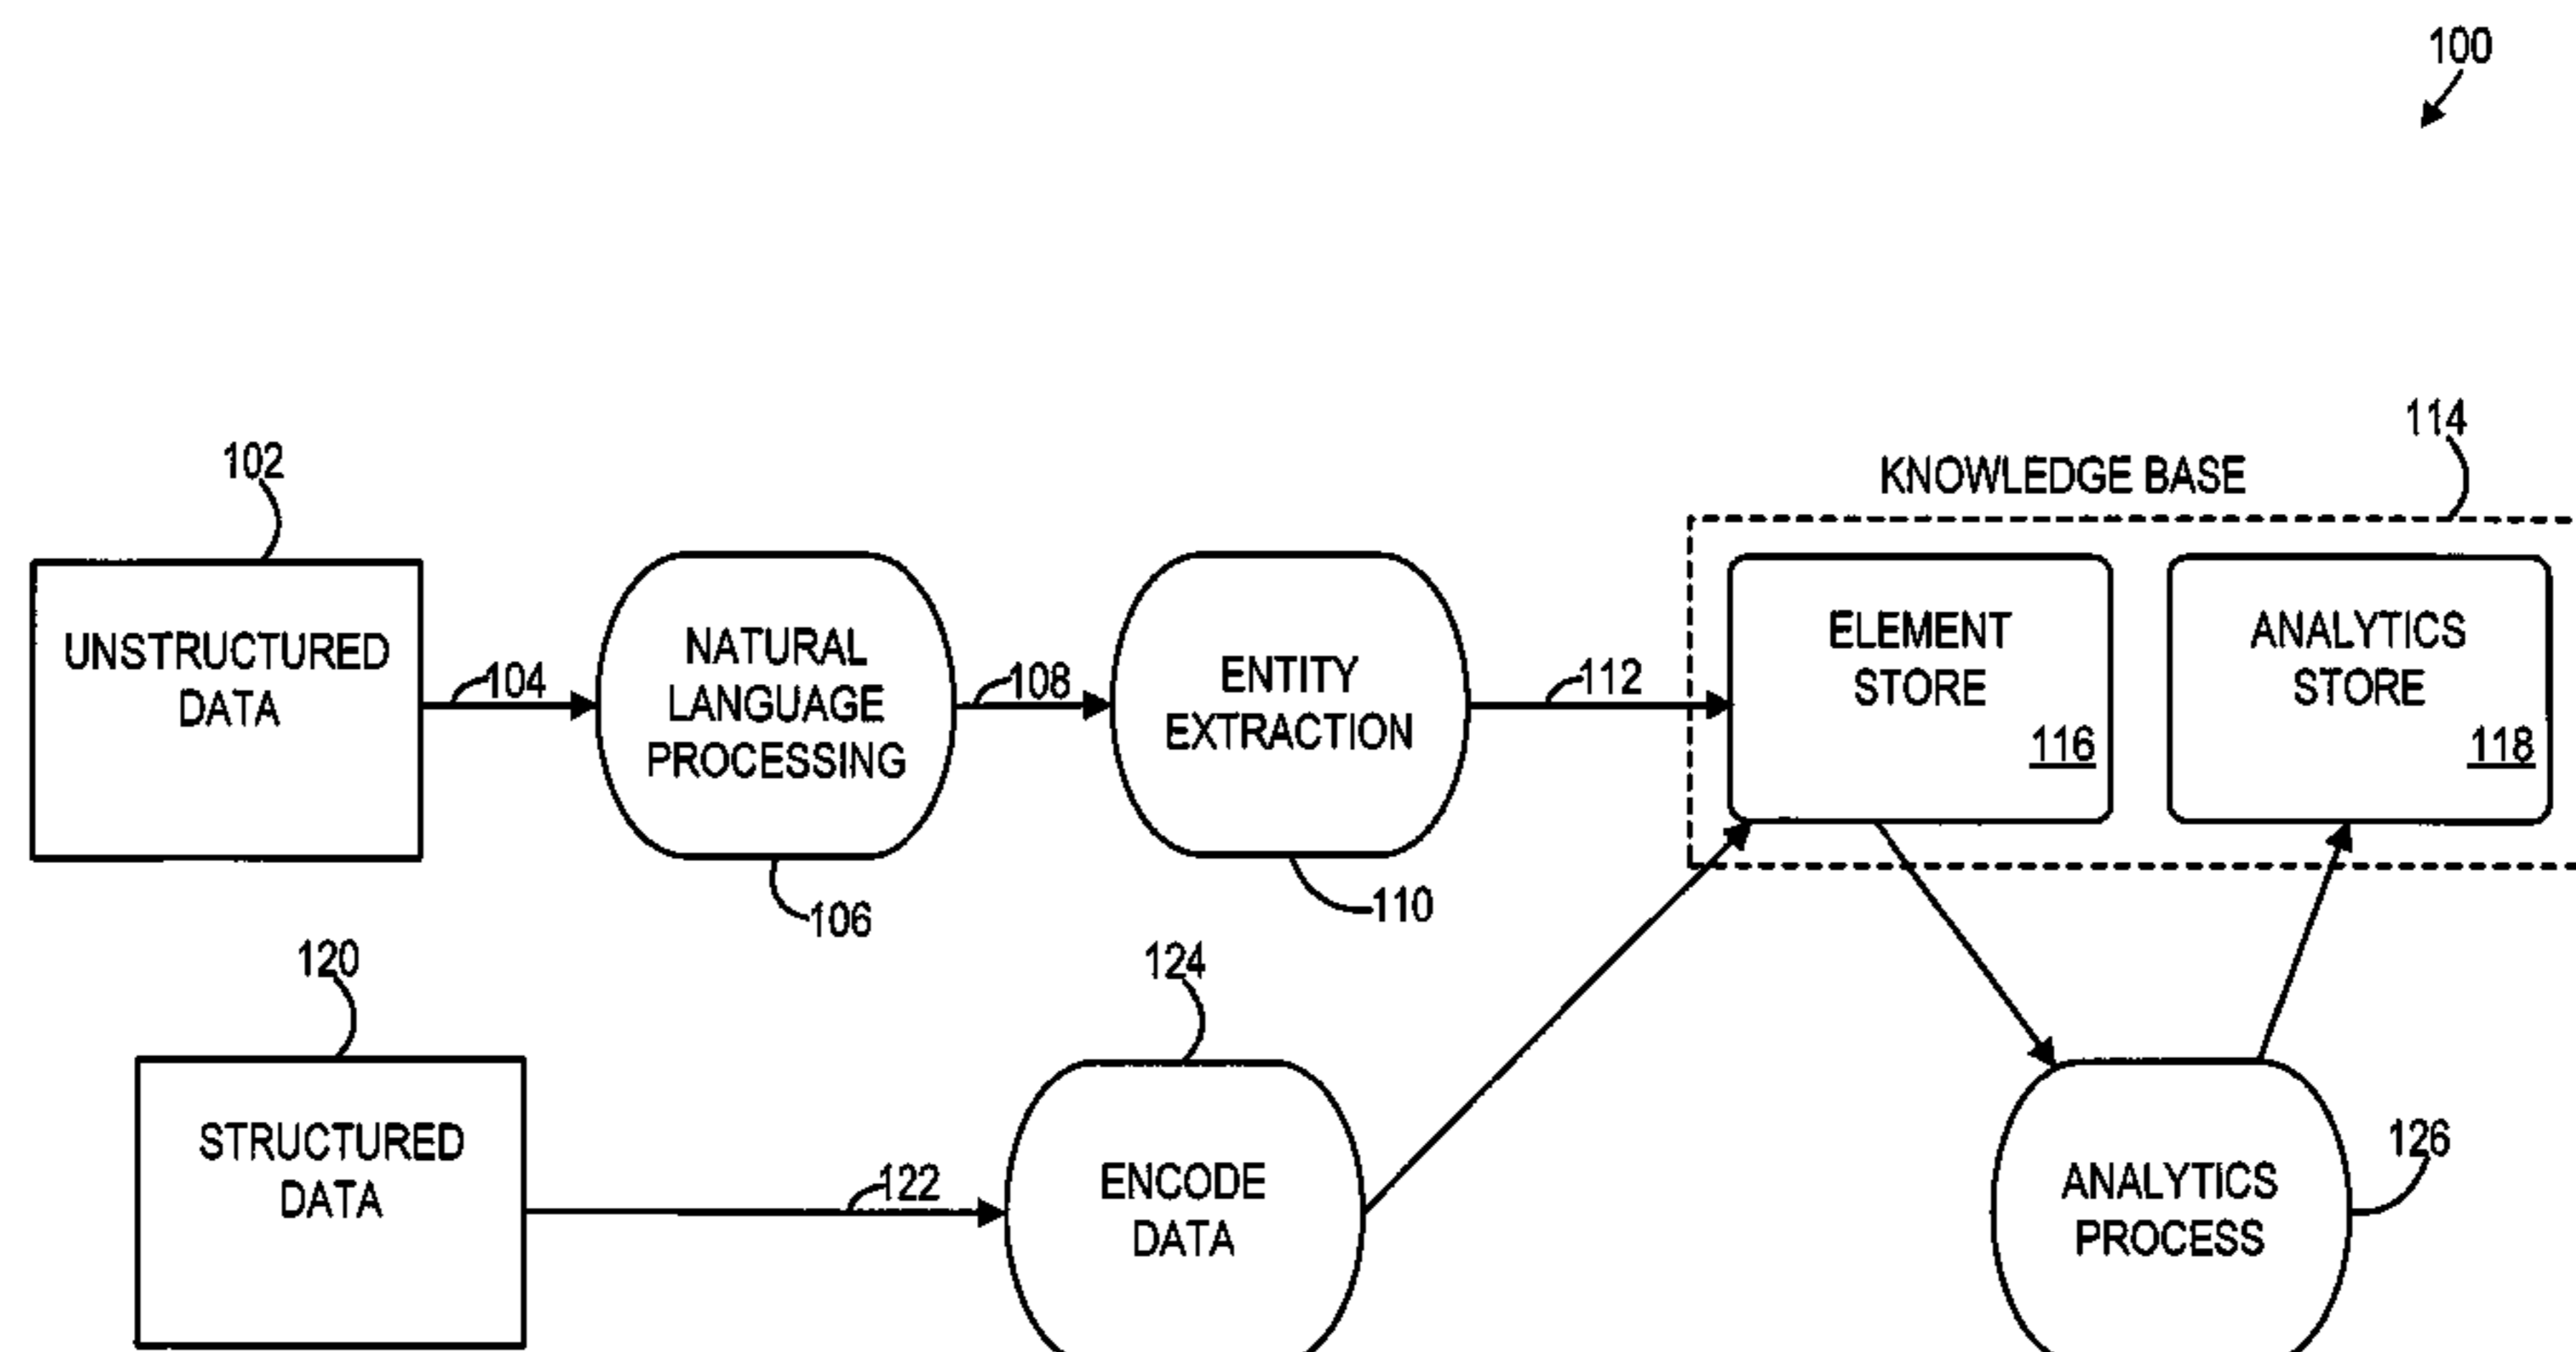 100
114
KNOWLEDGE BASE
102
UNSTRUCTURED
DATA
104
NATURAL
LANGUAGE
PROCESSING
106
108
ENTITY
EXTRACTION
110
112
ELEMENT
STORE
116
ANALYTICS
STORE
118
120
STRUCTURED
DATA
122
124
ENCODE
DATA
126
ANALYTICS
PROCESS